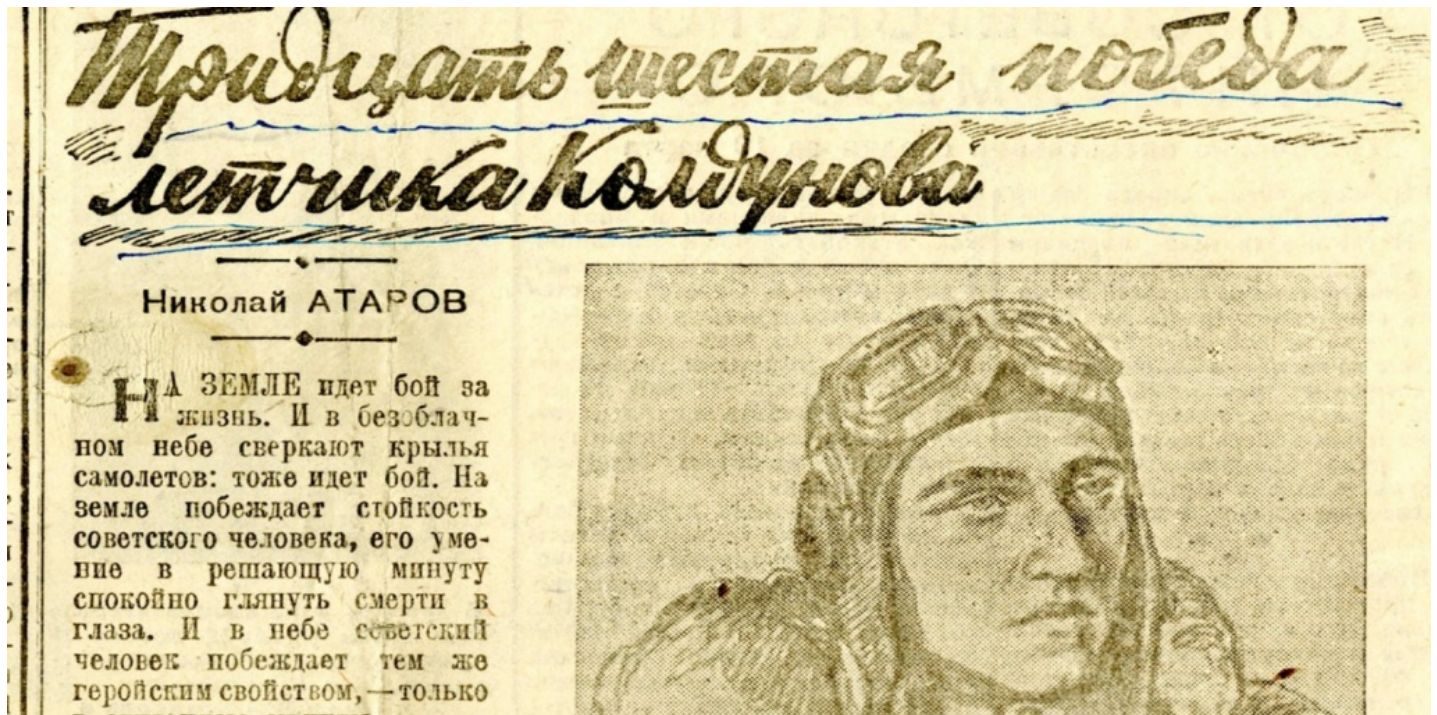 Тридцать шестая победа
летчика Колдунова
Николай АТАРОВ
НА ЗЕМЛЕ идет бой за
жизнь. И в безоблач-
ном небе сверкают крылья
самолетов: тоже идет бой. На
земле побеждает стойкость
советского человека, его уме-
ние в решающую минуту
спокойно глянуть смерти в
глаза. И в небе советский
человек побеждает тем же
геройским свойством,—только